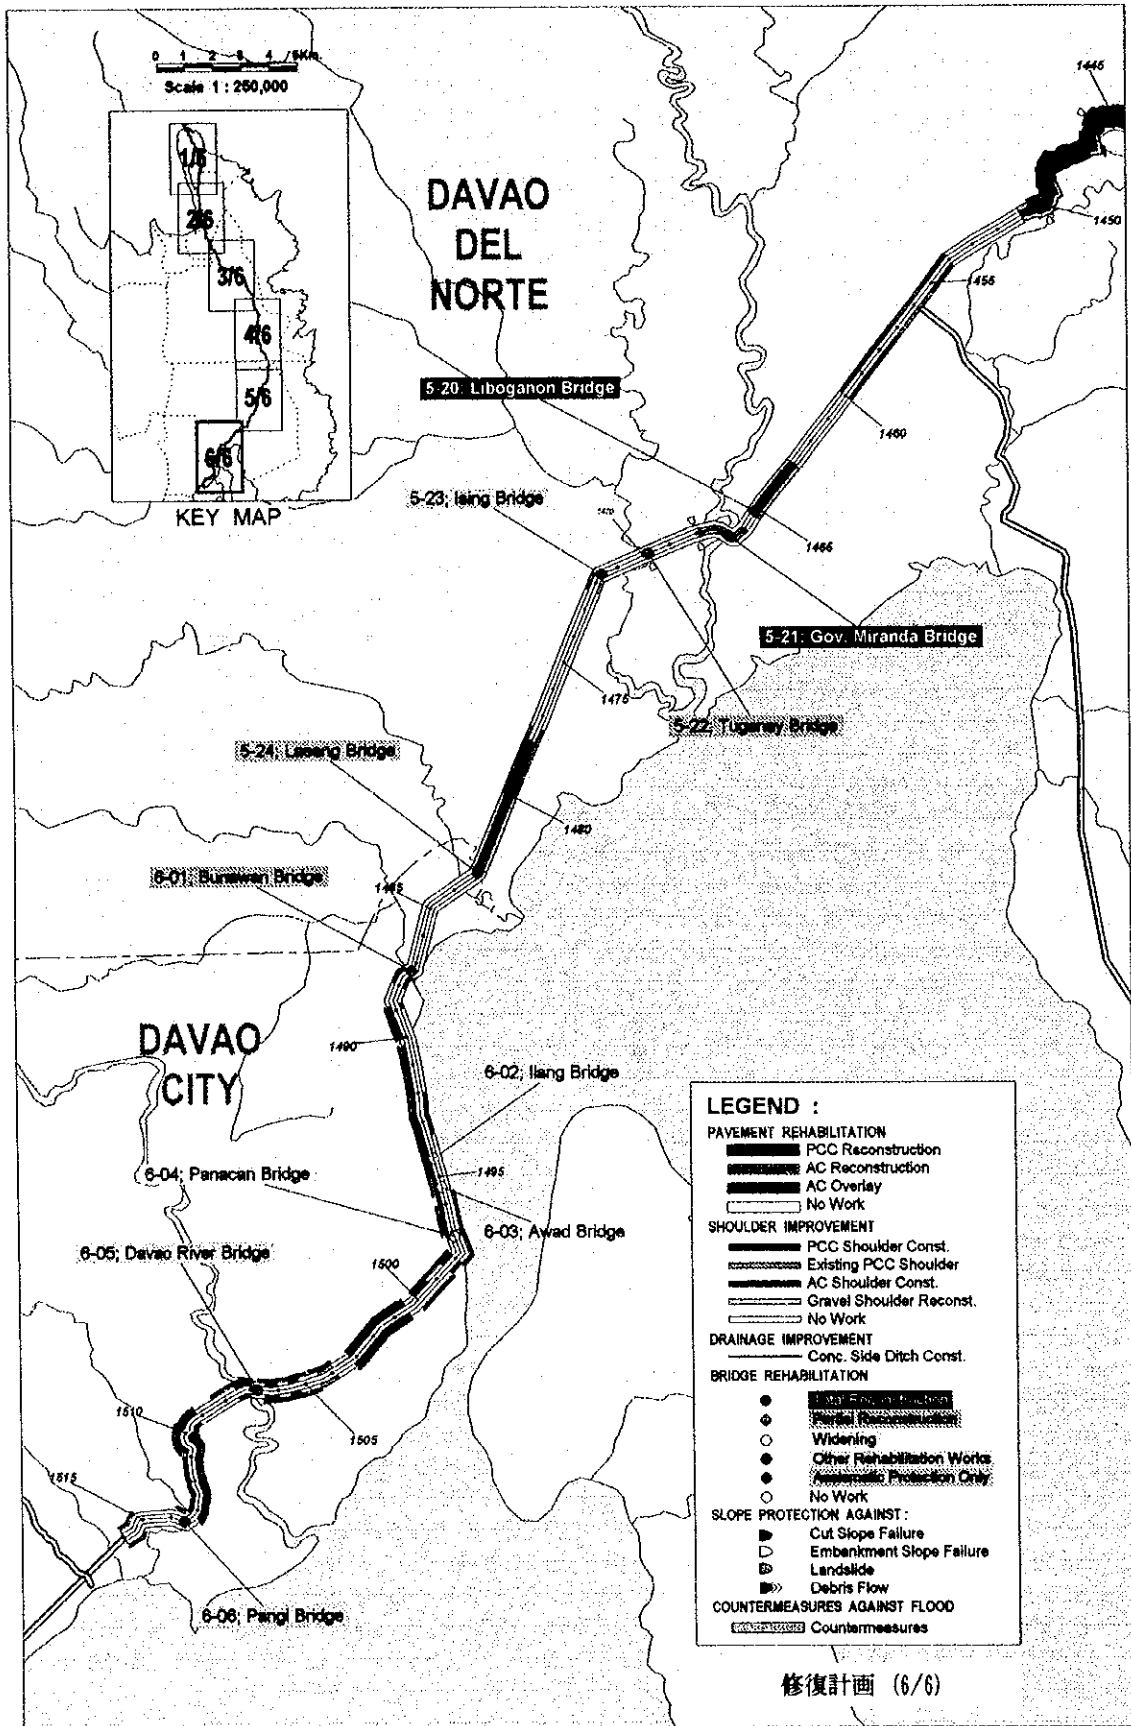 0 1 2 3 4 5Km.
Scale 1 : 250,000
1/6
2/6
3/6
4/6
5/6
6/6
KEY MAP
DAVAO
DEL
NORTE
1445
1450
1455
1460
1465
1470
1475
1480
1485
1490
1495
1500
1505
1510
1515
5-20: Liboganon Bridge
5-23; Ising Bridge
5-21: Gov. Miranda Bridge
5-22; Tuganay Bridge
5-24; Lasang Bridge
6-01; Bunawan Bridge
DAVAO
CITY
6-02; Ilang Bridge
6-04; Panacan Bridge
6-03; Awad Bridge
6-05; Davao River Bridge
6-06; Pangi Bridge
LEGEND :
PAVEMENT REHABILITATION
PCC Reconstruction
AC Reconstruction
AC Overlay
No Work
SHOULDER IMPROVEMENT
PCC Shoulder Const.
Existing PCC Shoulder
AC Shoulder Const.
Gravel Shoulder Reconst.
No Work
DRAINAGE IMPROVEMENT
Conc. Side Ditch Const.
BRIDGE REHABILITATION
Total Reconstruction
Partial Reconstruction
Widening
Other Rehabilitation Works
Protection Only
No Work
SLOPE PROTECTION AGAINST :
Cut Slope Failure
Embankment Slope Failure
Landslide
Debris Flow
COUNTERMEASURES AGAINST FLOOD
Countermeasures
修復計画 (6/6)